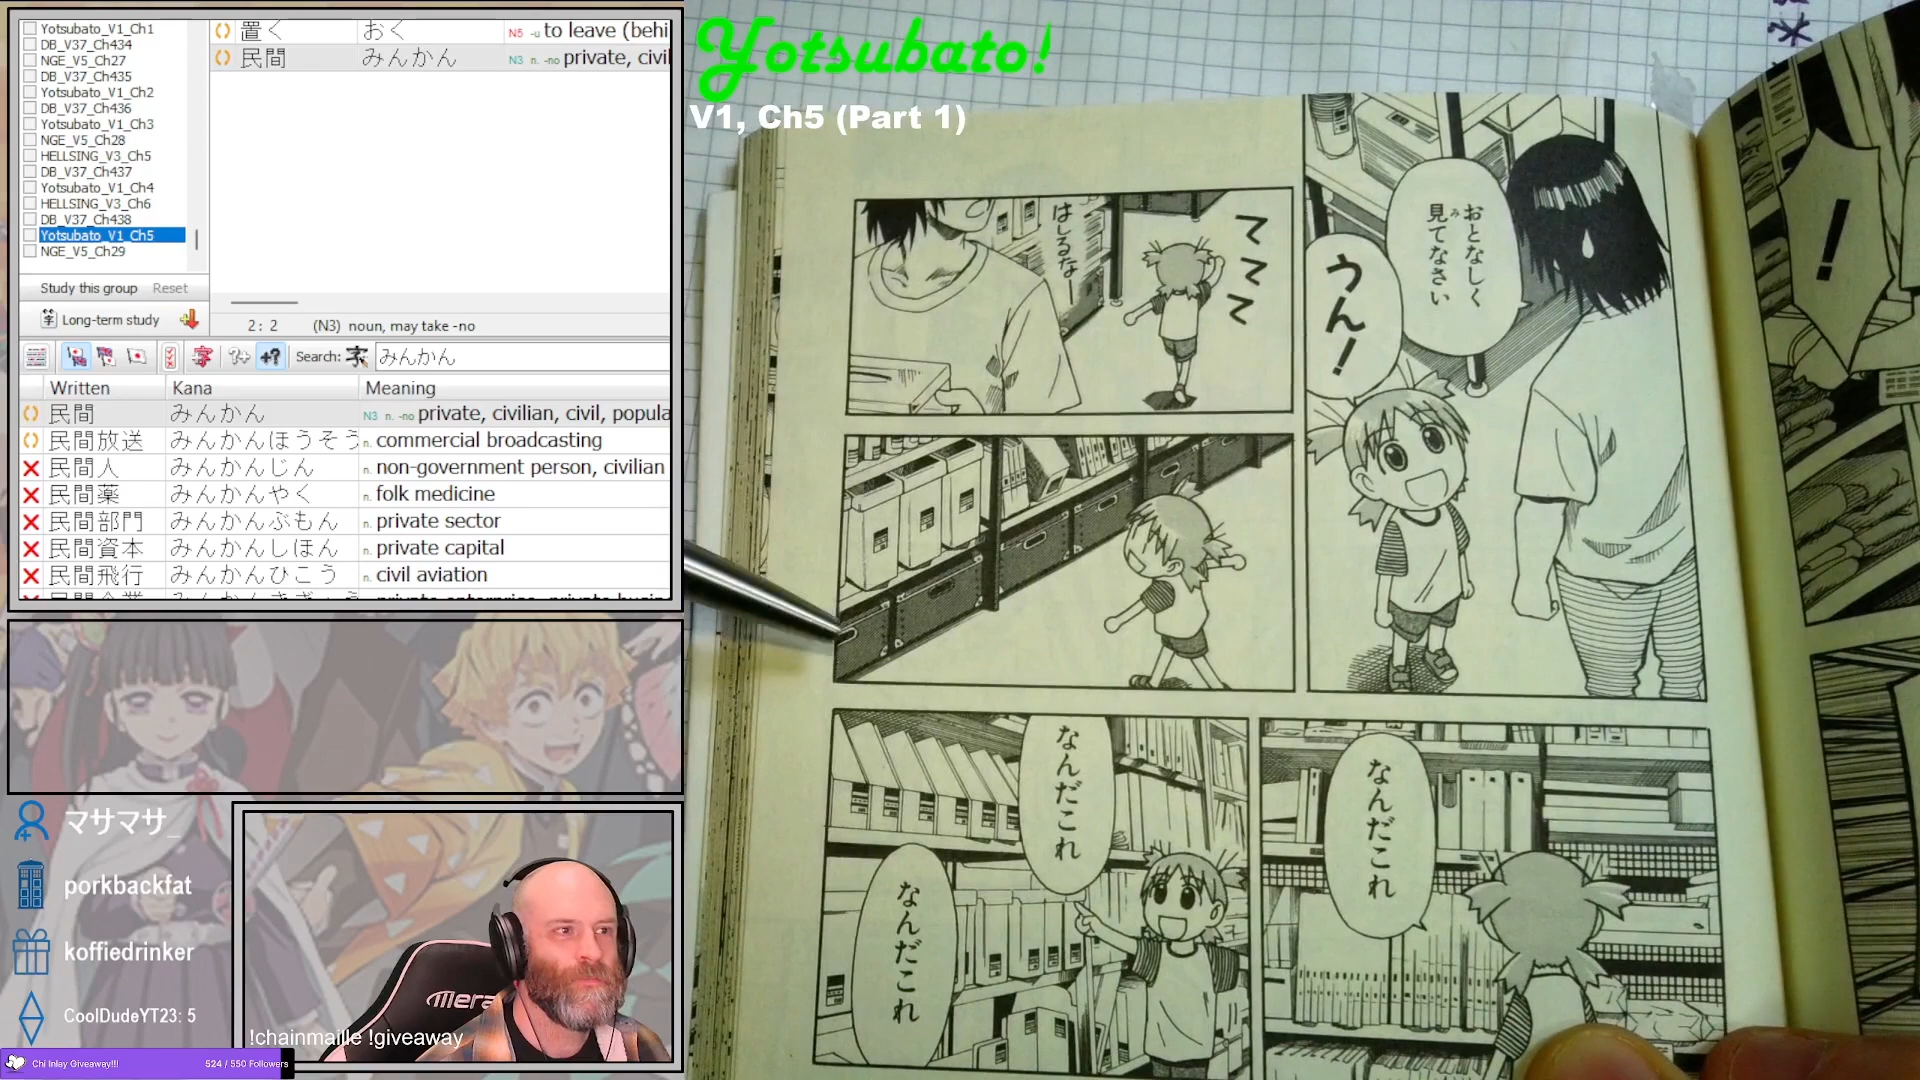 Yotsubato_V1_Ch1
DB_V37_Ch434
NGE_V5_Ch27
DB_V37_Ch435
Yotsubato_V1_Ch2
DB_V37_Ch436
Yotsubato_V1_Ch3
NGE_V5_Ch28
HELLSING_V3_Ch5
DB_V37_Ch437
Yotsubato_V1_Ch4
HELLSING_V3_Ch6
DB_V37_Ch438
Yotsubato_V1_Ch5
NGE_V5_Ch29
Study this group Reset
Long-term study
置く おく N5 -u to leave (behi
民間 みんかん N3 n. -no private, civil
2: 2 (N3) noun, may take -no
Search: みんかん
Written Kana Meaning
民間 みんかん N3 n. -no private, civilian, civil, popula
民間放送 みんかんほうそう n. commercial broadcasting
民間人 みんかんじん n. non-government person, civilian
民間薬 みんかんやく n. folk medicine
民間部門 みんかんぶもん n. private sector
民間資本 みんかんしほん n. private capital
民間飛行 みんかんひこう n. civil aviation
Yotsubato!
V1, Ch5 (Part 1)
おとなしく
見てなさい
み
うん!
ててて
はしるなー
なんだこれ
なんだこれ
なんだこれ
!
マサマサ_
porkbackfat
koffiedrinker
CoolDudeYT23: 5
!chainmaille !giveaway
Chi Inlay Giveaway!!! 524 / 550 Followers